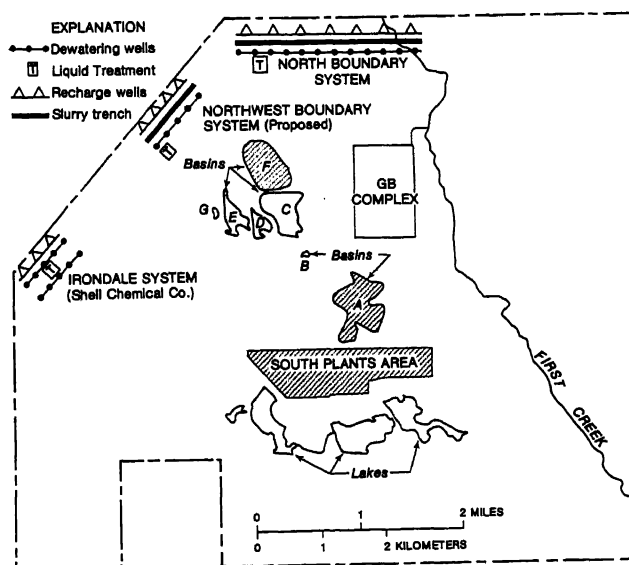 EXPLANATION
Dewatering wells
T Liquid Treatment
Recharge wells
Slurry trench
T NORTH BOUNDARY
SYSTEM
NORTHWEST BOUNDARY
SYSTEM (Proposed)
T
Basins
F
GB
COMPLEX
G
E
D
C
B
Basins
T
IRONDALE SYSTEM
(Shell Chemical Co.)
A
SOUTH PLANTS AREA
FIRST CREEK
Lakes
0 1 2 MILES
0 1 2 KILOMETERS